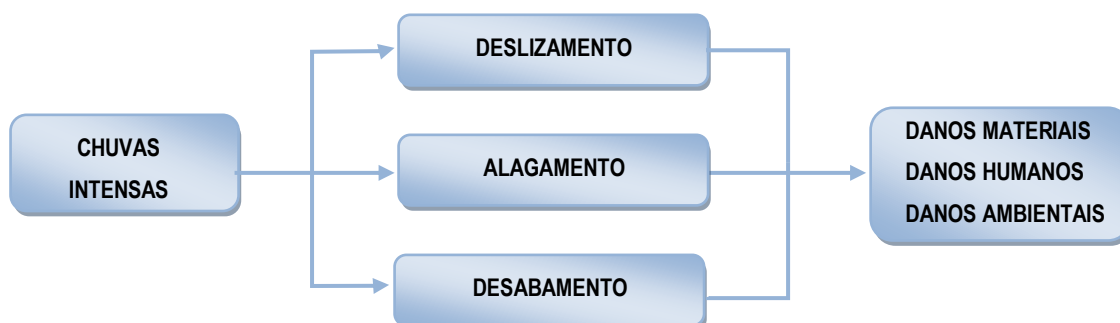 CHUVAS
INTENSAS
DESLIZAMENTO
ALAGAMENTO
DESABAMENTO
DANOS MATERIAIS
DANOS HUMANOS
DANOS AMBIENTAIS